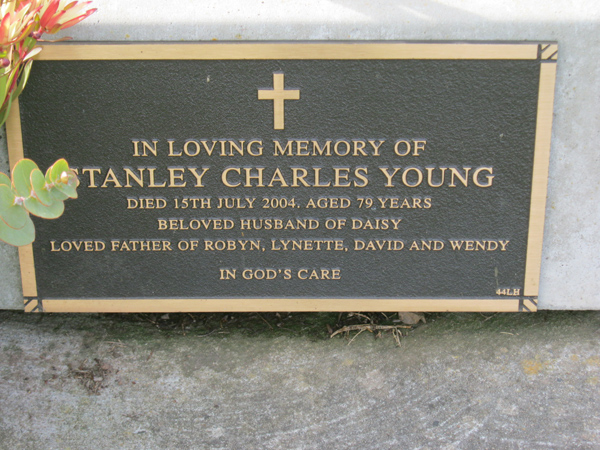 IN LOVING MEMORY OF
STANLEY CHARLES YOUNG
DIED 15TH JULY 2004. AGED 79 YEARS
BELOVED HUSBAND OF DAISY
LOVED FATHER OF ROBYN, LYNETTE, DAVID AND WENDY
IN GOD'S CARE
44LH